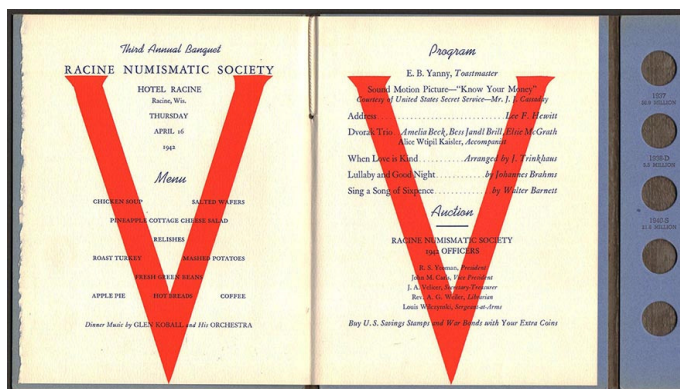 Third Annual Banquet
RACINE NUMISMATIC SOCIETY
HOTEL RACINE
Racine, Wis.
THURSDAY
APRIL 16
1942
Menu
CHICKEN SOUP SALTED WAFERS
PINEAPPLE COTTAGE CHEESE SALAD
RELISHES
ROAST TURKEY MASHED POTATOES
FRESH GREEN BEANS
APPLE PIE HOT BREADS COFFEE
Dinner Music by GLEN KOBALL and His ORCHESTRA
Program
E. B. Yanny, Toastmaster
Sound Motion Picture—"Know Your Money"
Courtesy of United States Secret Service—Mr. J. J.
Address Lee F. Hewitt
Dvorak Trio Amelia Beck, Bess Jandl Brill, Elsie McGrath
Alice Wtipil Kaisler, Accompanist
When Love is Kind Arranged by J. Trinkhaus
Lullaby and Good Night by Johannes Brahms
Sing a Song of Sixpence by Walter Barnett
Auction
RACINE NUMISMATIC SOCIETY
1942 OFFICERS
R. S. Yeoman, President
John M. Vice President
J. A. Secretary-Treasurer
Rev. A. G. Weiler, Librarian
Louis Wilczynski, Sergeant-at-Arms
Buy U.S. Savings Stamps and War Bonds with Your Extra Coins
1937
1938-D
1940-S